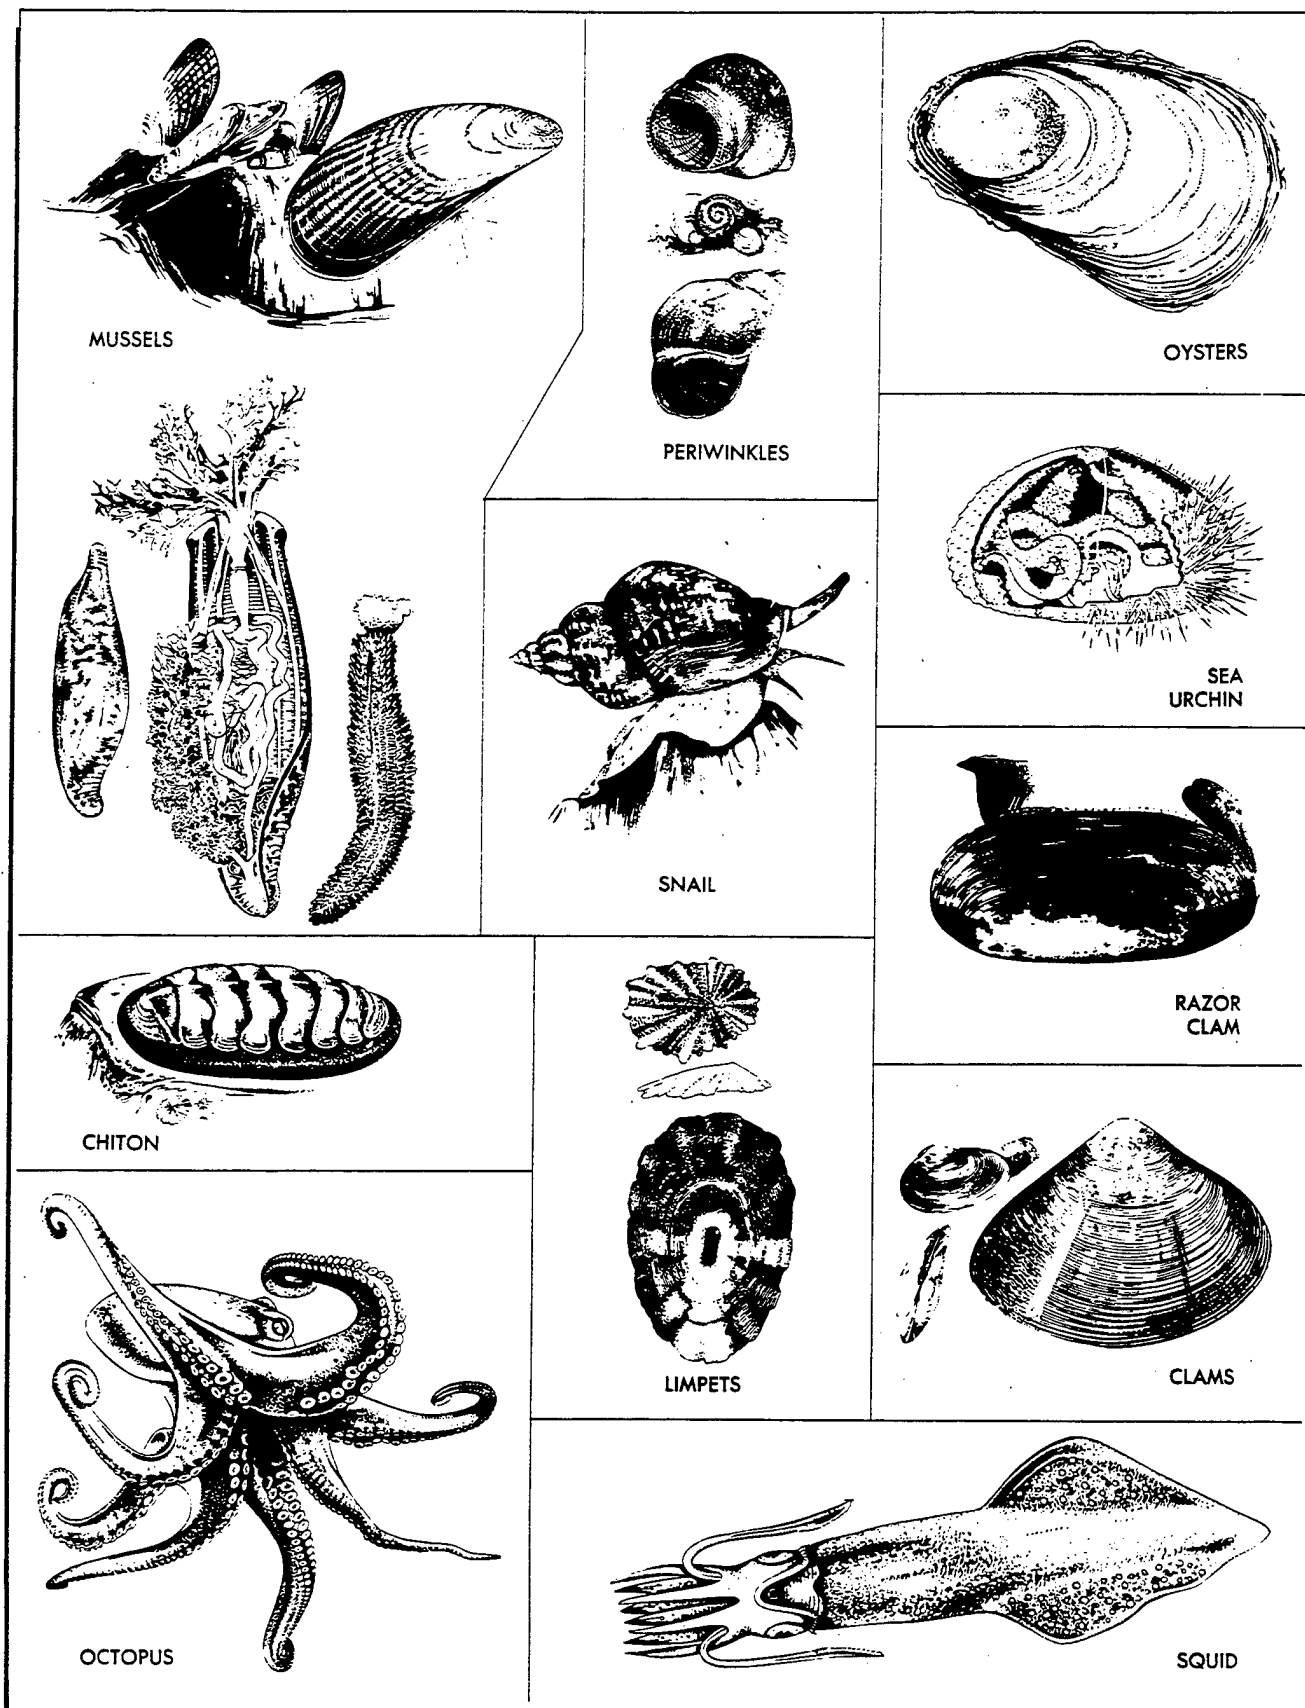 MUSSELS
PERIWINKLES
OYSTERS
SEA
URCHIN
SNAIL
RAZOR
CLAM
CHITON
LIMPETS
CLAMS
OCTOPUS
SQUID